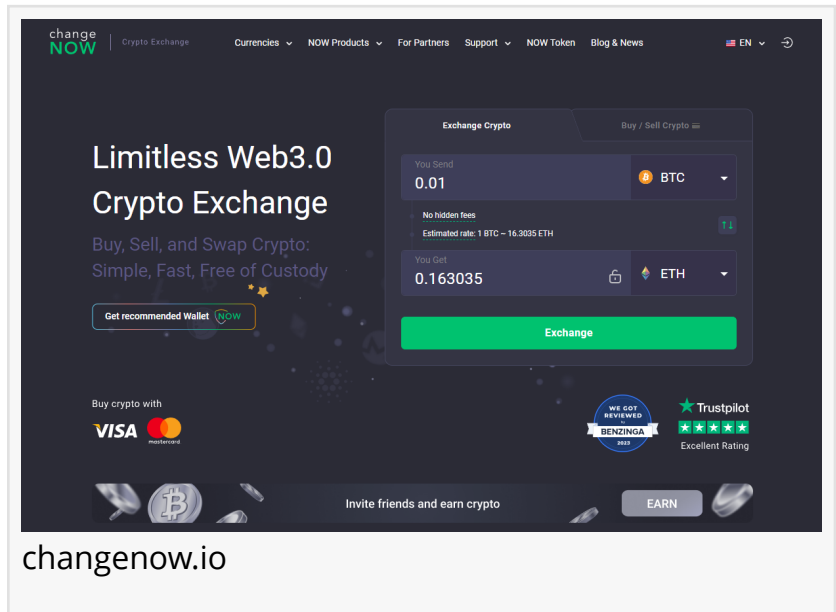 change
NOW
Crypto Exchange
Currencies
NOW Products
For Partners
Support
NOW Token
Blog & News
EN
Limitless Web3.0
Crypto Exchange
Buy, Sell, and Swap Crypto:
Simple, Fast, Free of Custody
Get recommended Wallet NOW
Buy crypto with
VISA
mastercard
Exchange Crypto
Buy / Sell Crypto
You Send
0.01
BTC
No hidden fees
Estimated rate: 1 BTC ~ 16.3035 ETH
You Get
0.163035
ETH
Exchange
WE GOT
REVIEWED
by
BENZINGA
2023
Trustpilot
Excellent Rating
Invite friends and earn crypto
EARN
changenow.io